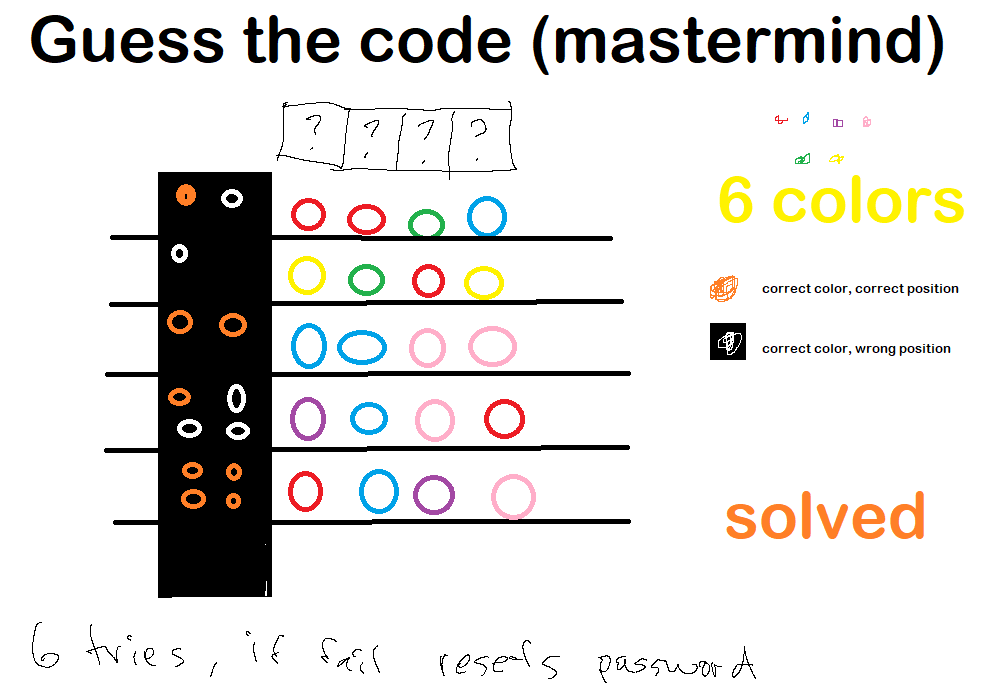 Guess the code (mastermind)
? ? ? ?
6 colors
correct color, correct position
correct color, wrong position
solved
6 tries, if fail resets password